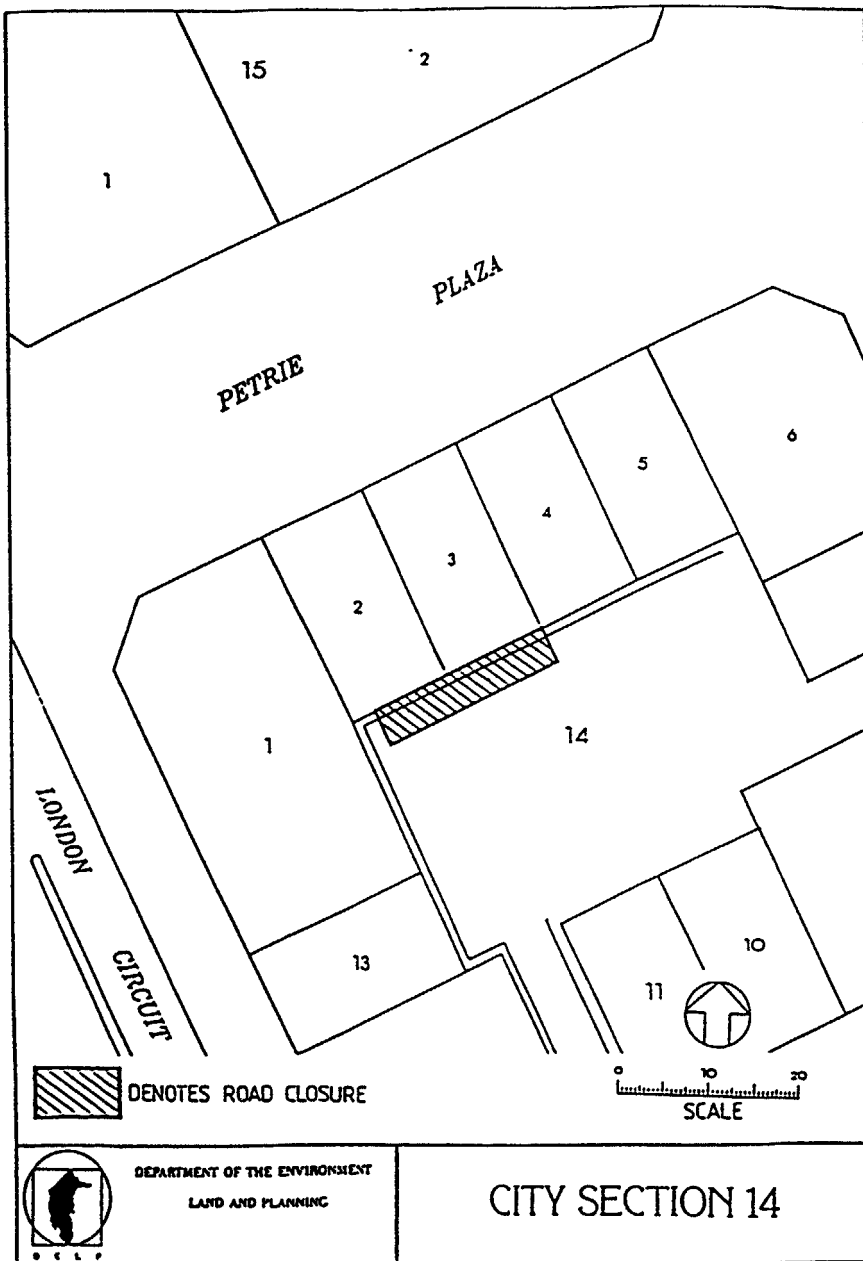 15
2
1
PLAZA
PETRIE
6
5
4
3
2
1
14
LONDON
CIRCUIT
13
10
11
DENOTES ROAD CLOSURE
0 10 20
SCALE
DEPARTMENT OF THE ENVIRONMENT
LAND AND PLANNING
CITY SECTION 14